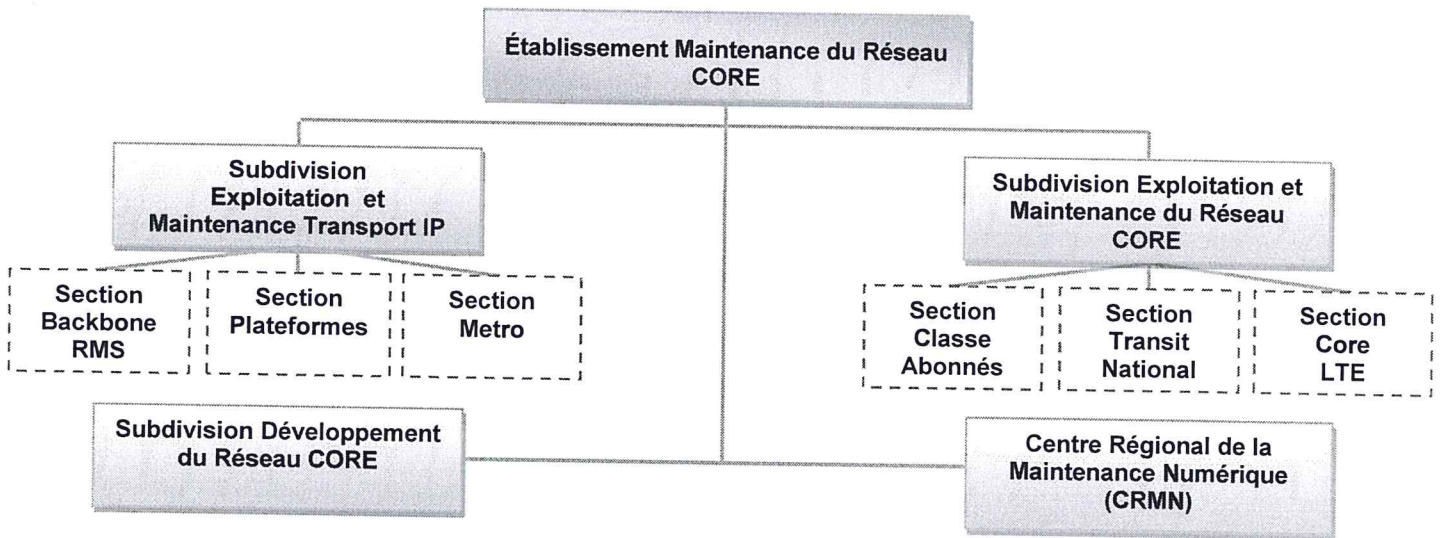 Établissement Maintenance du Réseau
CORE
Subdivision
Exploitation et
Maintenance Transport IP
Subdivision Exploitation et
Maintenance du Réseau
CORE
Section
Backbone
RMS
Section
Plateformes
Section
Metro
Section
Classe
Abonnés
Section
Transit
National
Section
Core
LTE
Subdivision Développement
du Réseau CORE
Centre Régional de la
Maintenance Numérique
(CRMN)